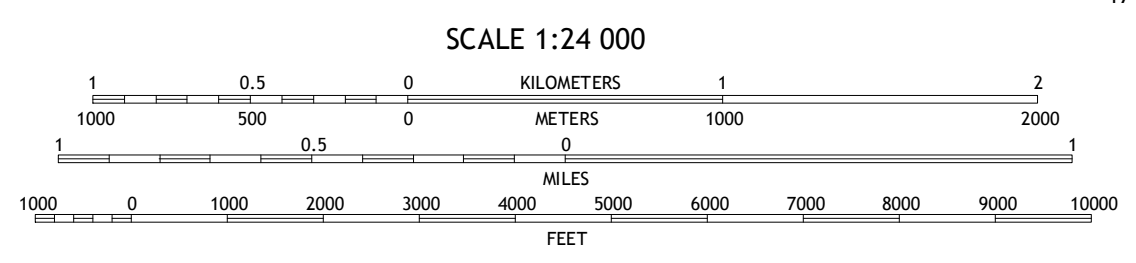 SCALE 1:24 000
1 0.5 0 KILOMETERS 1 2
1000 500 0 METERS 1000 2000
1 0.5 0 1
MILES
1000 0 1000 2000 3000 4000 5000 6000 7000 8000 9000 10000
FEET